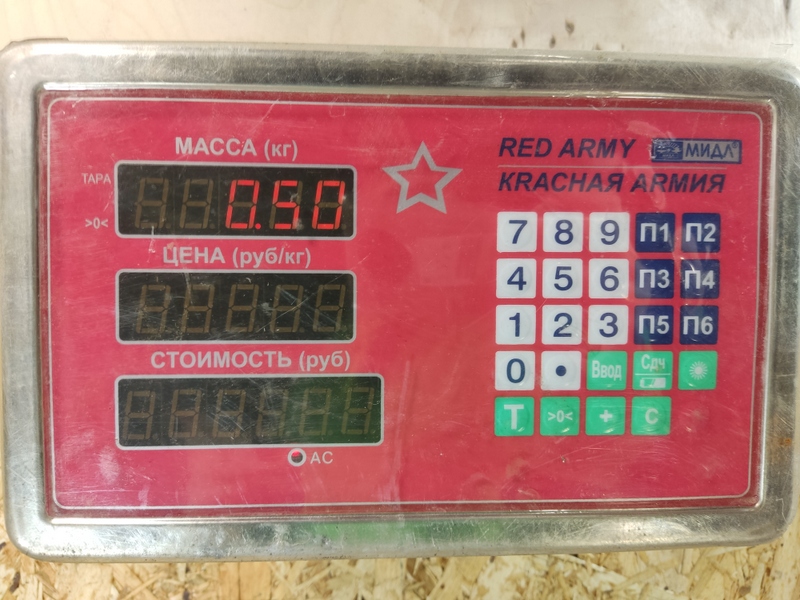 МАССА (кг)
ТАРА
>0<
0.50
ЦЕНА (руб/кг)
СТОИМОСТЬ (руб)
AC
RED ARMY МИДЛ
КRАСНАЯ АRМИЯ
7 8 9 П1 П2
4 5 6 П3 П4
1 2 3 П5 П6
0 • Ввод Сдч
T >0< + C